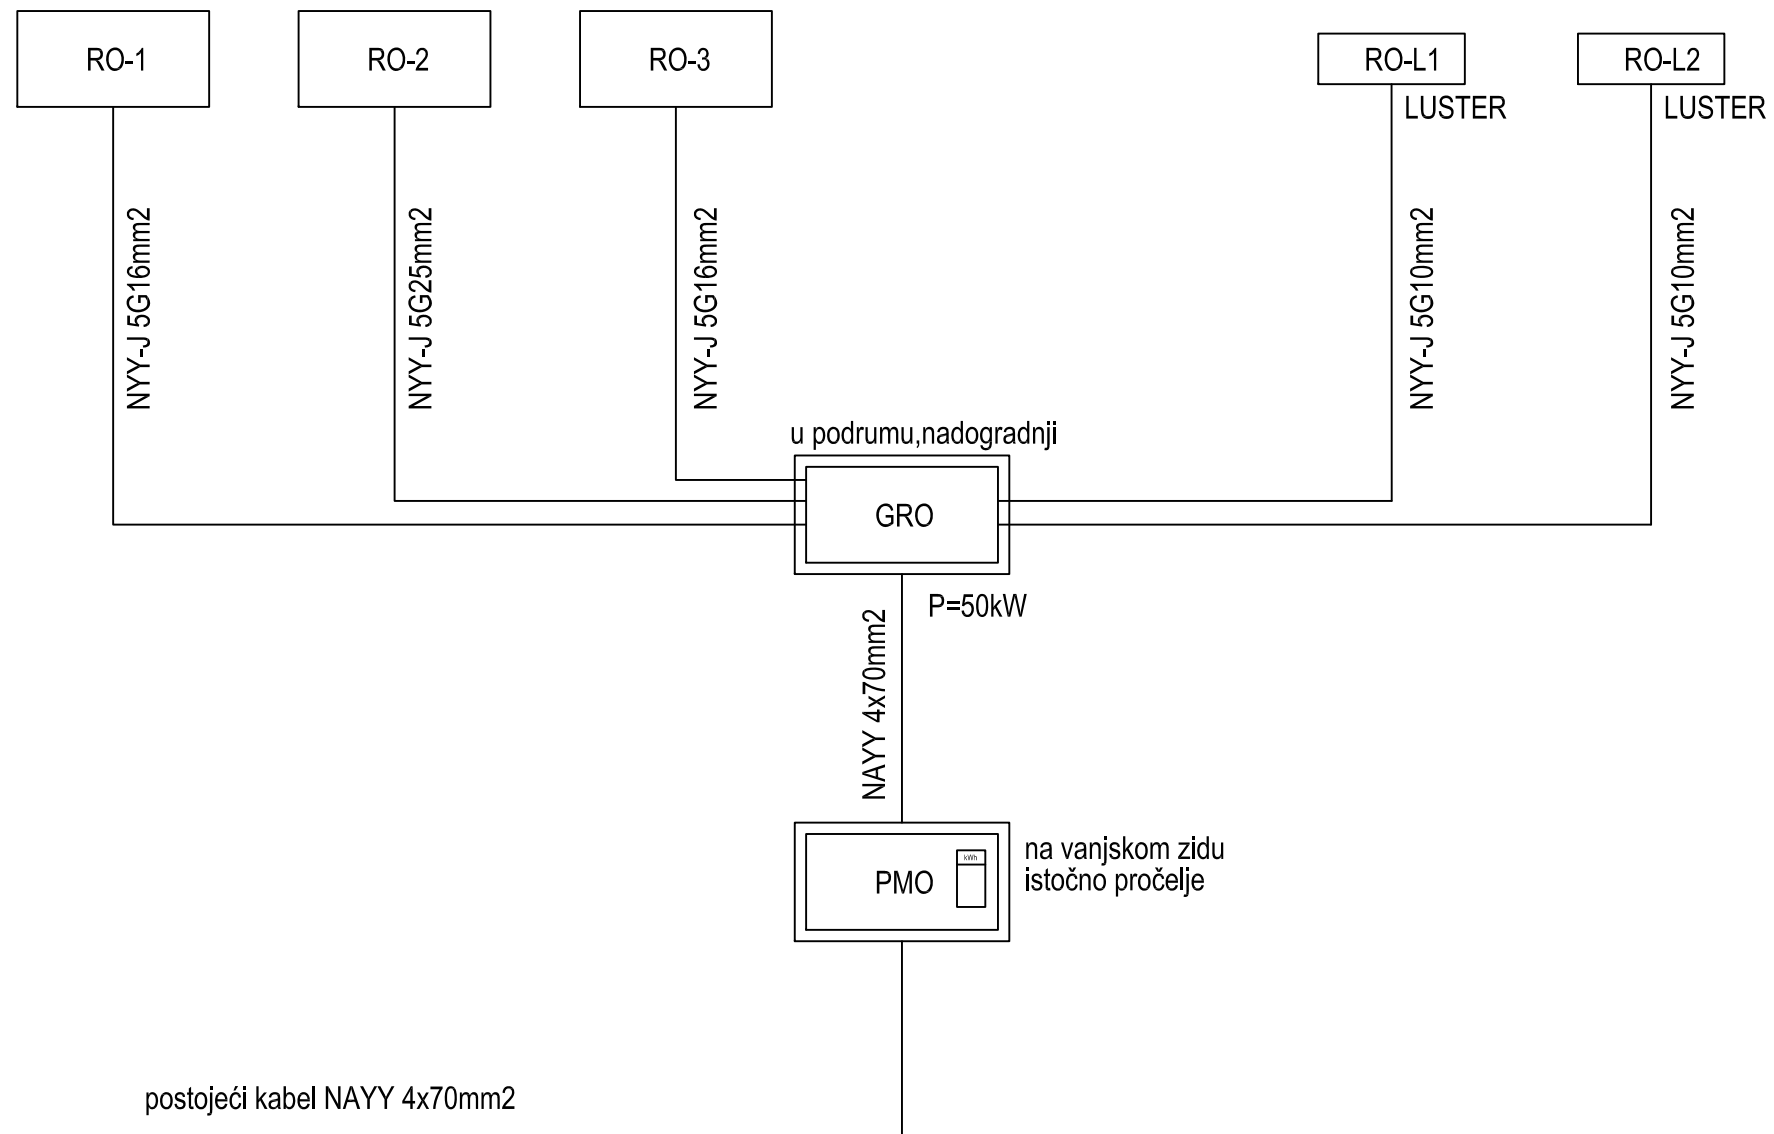 RO-1
RO-2
RO-3
RO-L1
RO-L2
LUSTER
LUSTER
NYY-J 5G16mm2
NYY-J 5G25mm2
NYY-J 5G16mm2
NYY-J 5G10mm2
NYY-J 5G10mm2
u podrumu,nadogradnji
GRO
P=50kW
NAYY 4x70mm2
kWh
PMO
na vanjskom zidu
istočno pročelje
postojeći kabel NAYY 4x70mm2